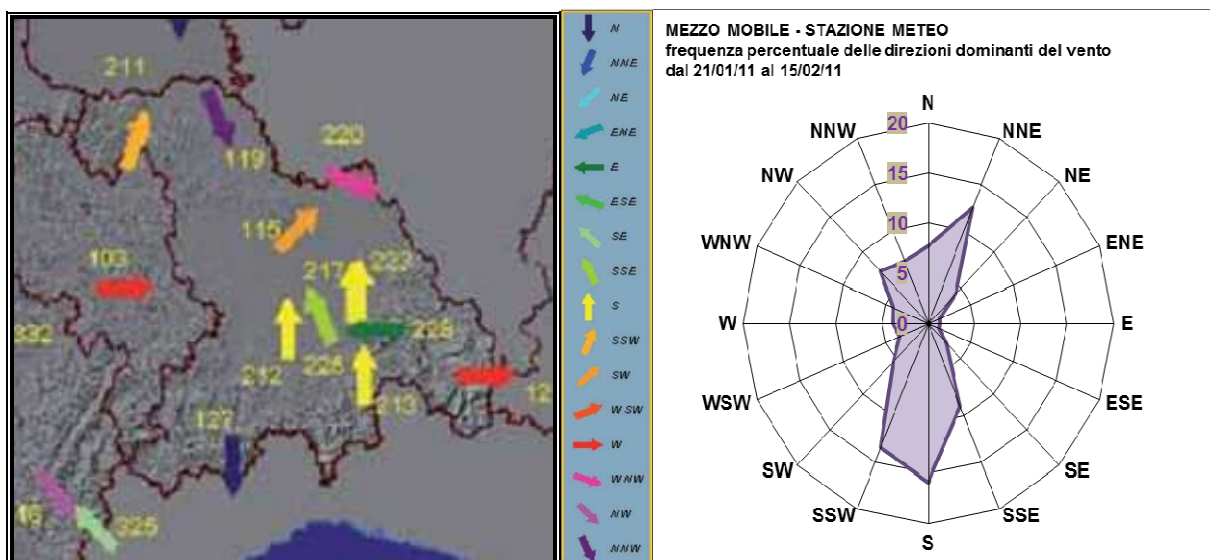 211
119
220
115
103
217
223
332
212
225
228
213
12
127
46
325
N
NNE
NE
ENE
E
ESE
SE
SSE
S
SSW
SW
WSW
W
WNW
NW
NNW
MEZZO MOBILE - STAZIONE METEO
frequenza percentuale delle direzioni dominanti del vento
dal 21/01/11 al 15/02/11
N
NNE
NE
ENE
E
ESE
SE
SSE
S
SSW
SW
WSW
W
WNW
NW
NNW
20
15
10
5
0